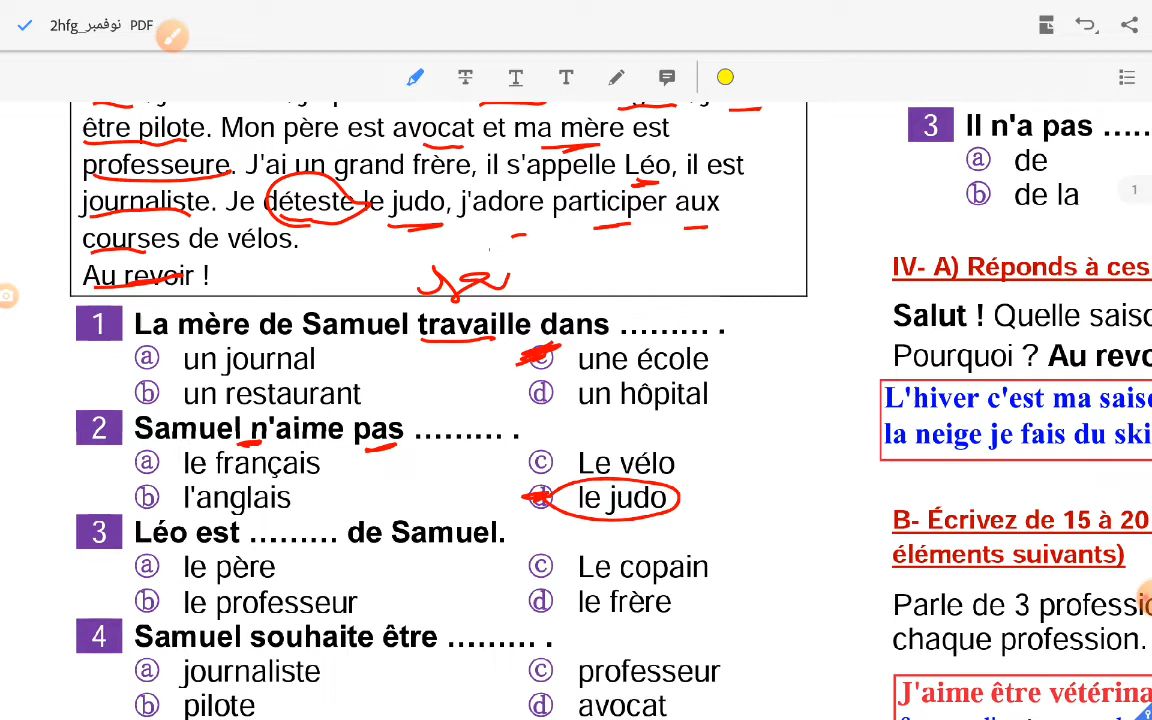 2hfg_نوفمبر PDF
être pilote. Mon père est avocat et ma mère est
professeure. J'ai un grand frère, il s'appelle Léo, il est
journaliste. Je déteste le judo, j'adore participer aux
courses de vélos.
Au revoir !
1 La mère de Samuel travaille dans ......... .
a un journal
c une école
b un restaurant
d un hôpital
2 Samuel n'aime pas ......... .
a le français
c Le vélo
b l'anglais
d le judo
3 Léo est ......... de Samuel.
a le père
c Le copain
b le professeur
d le frère
4 Samuel souhaite être ......... .
a journaliste
c professeur
b pilote
d avocat
3 Il n'a pas .....
a de
b de la
1
IV- A) Réponds à ces
Salut ! Quelle saiso
Pourquoi ? Au revo
L'hiver c'est ma saiso
la neige je fais du ski
B- Écrivez de 15 à 20
éléments suivants)
Parle de 3 professio
chaque profession.
J'aime être vétérina